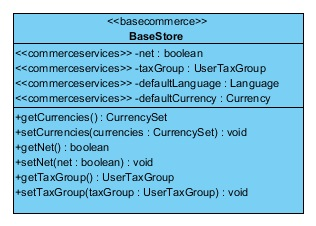 <<basecommerce>>
BaseStore
<<commerceservices>> -net : boolean
<<commerceservices>> -taxGroup : UserTaxGroup
<<commerceservices>> -defaultLanguage : Language
<<commerceservices>> -defaultCurrency : Currency
+getCurrencies() : CurrencySet
+setCurrencies(currencies : CurrencySet) : void
+getNet() : boolean
+setNet(net : boolean) : void
+getTaxGroup() : UserTaxGroup
+setTaxGroup(taxGroup : UserTaxGroup) : void